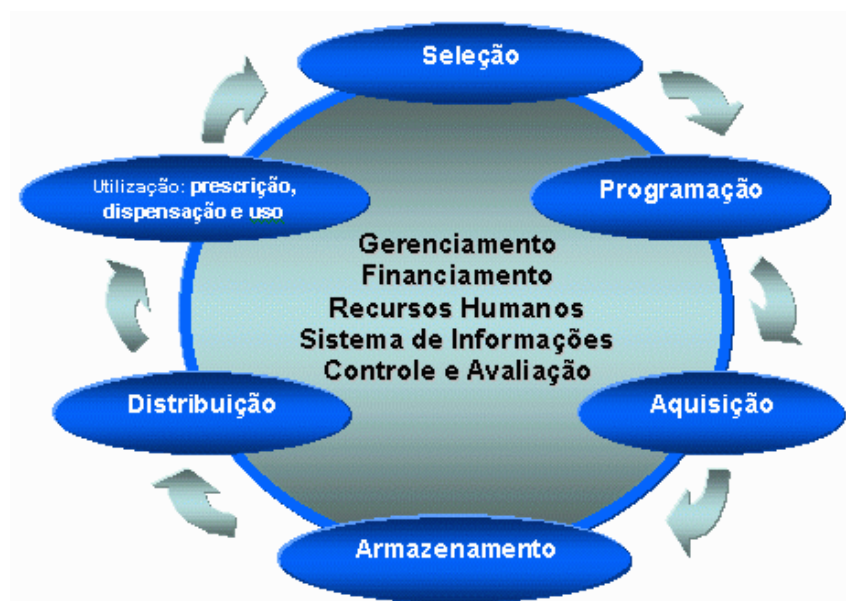 Seleção
Programação
Aquisição
Armazenamento
Distribuição
Utilização: prescrição,
dispensação e uso
Gerenciamento
Financiamento
Recursos Humanos
Sistema de Informações
Controle e Avaliação